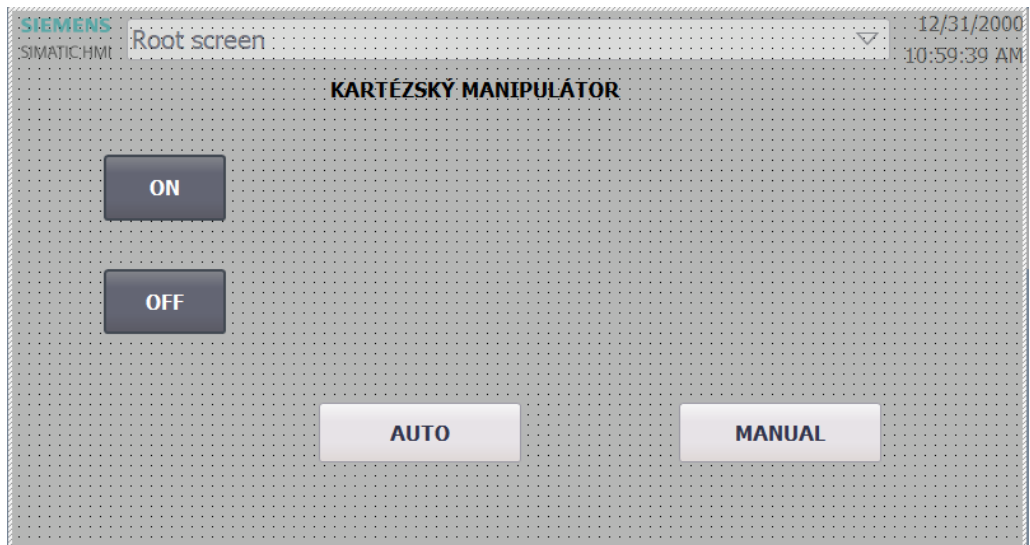 SIEMENS
SIMATIC HMI
Root screen
12/31/2000
10:59:39 AM
KARTÉZSKÝ MANIPULÁTOR
ON
OFF
AUTO
MANUAL